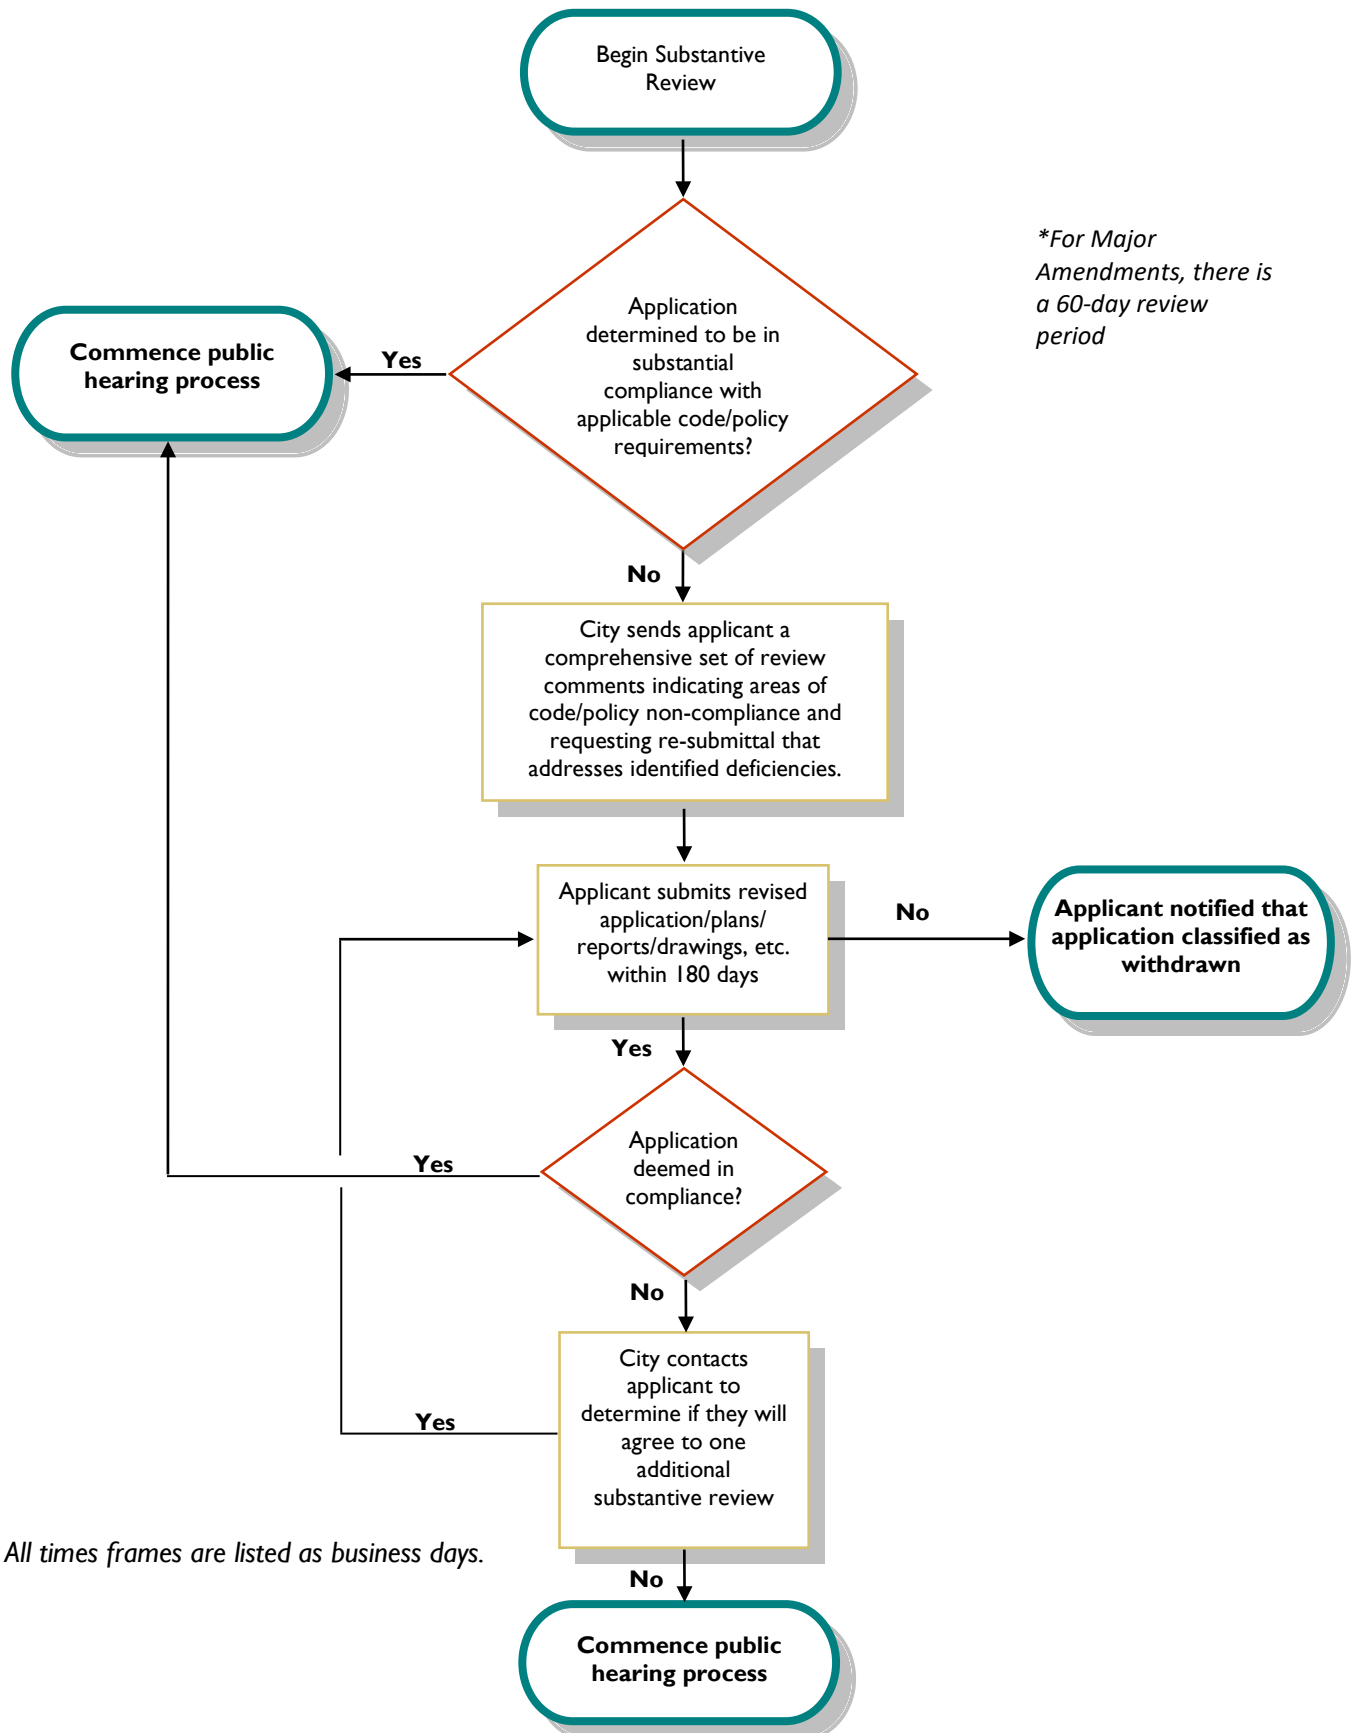 Begin Substantive
Review
*For Major
Amendments, there is
a 60-day review
period
Application
determined to be in
substantial
compliance with
applicable code/policy
requirements?
Yes
Commence public
hearing process
No
City sends applicant a
comprehensive set of review
comments indicating areas of
code/policy non-compliance and
requesting re-submittal that
addresses identified deficiencies.
Applicant submits revised
application/plans/
reports/drawings, etc.
within 180 days
No
Applicant notified that
application classified as
withdrawn
Yes
Application
deemed in
compliance?
Yes
No
City contacts
applicant to
determine if they will
agree to one
additional
substantive review
Yes
All times frames are listed as business days.
No
Commence public
hearing process